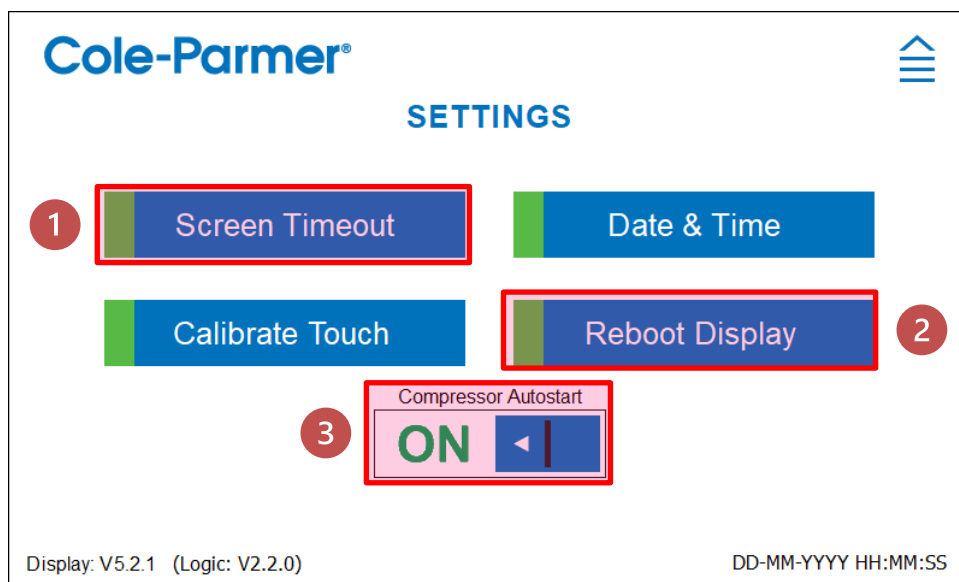 Cole-Parmer®
SETTINGS
1 Screen Timeout Date & Time
Calibrate Touch Reboot Display 2
Compressor Autostart
3 ON
Display: V5.2.1 (Logic: V2.2.0) DD-MM-YYYY HH:MM:SS